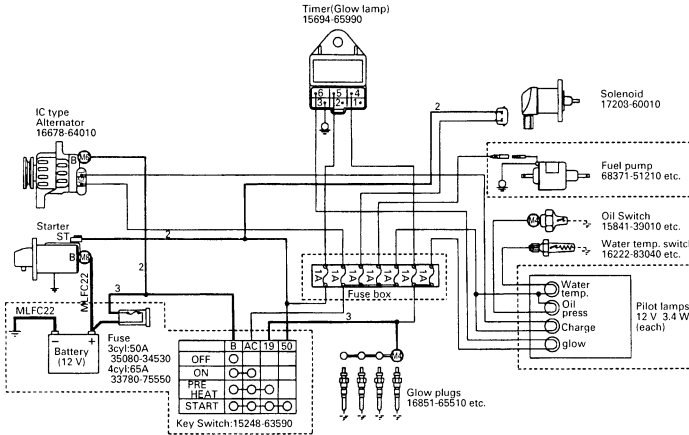 Timer(Glow lamp)
15694-65990
6 5 4
3 2 1
2
Solenoid
17203-60010
IC type
Alternator
16678-64010
B
M6
Fuel pump
68371-51210 etc.
Starter
ST
B
M8
2
M4
Oil Switch
15841-39010 etc.
Water temp. switch
16222-83040 etc.
MLFC22
3
2
1A 1A 1A 1A 1A 1A 1A
Fuse box
Water
temp.
Oil
press
Charge
glow
Pilot lamps
12 V 3.4 W
(each)
MLFC22
Battery
(12 V)
Fuse
3cyl:50A
35080-34530
4cyl:65A
33780-75550
3
B AC 19 50
OFF
ON
PRE
HEAT
START
Key Switch:15248-63590
M4
Glow plugs
16851-65510 etc.